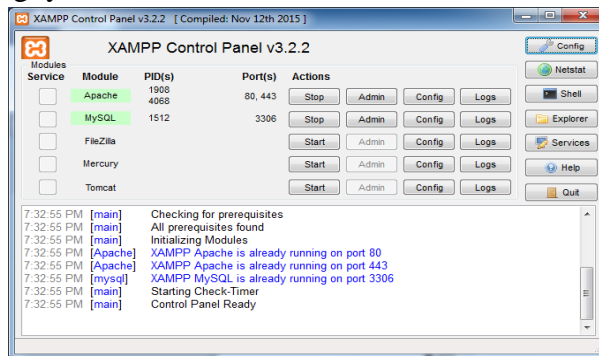 XAMPP Control Panel v3.2.2 [ Compiled: Nov 12th 2015 ]
XAMPP Control Panel v3.2.2
Config
Modules
Service Module PID(s) Port(s) Actions
Netstat
Apache 1908 4068 80, 443 Stop Admin Config Logs
Shell
MySQL 1512 3306 Stop Admin Config Logs
Explorer
FileZilla Start Admin Config Logs
Services
Mercury Start Admin Config Logs
Help
Tomcat Start Admin Config Logs
Quit
7:32:55 PM [main] Checking for prerequisites
7:32:55 PM [main] All prerequisites found
7:32:55 PM [main] Initializing Modules
7:32:55 PM [Apache] XAMPP Apache is already running on port 80
7:32:55 PM [Apache] XAMPP Apache is already running on port 443
7:32:55 PM [mysql] XAMPP MySQL is already running on port 3306
7:32:55 PM [main] Starting Check-Timer
7:32:55 PM [main] Control Panel Ready